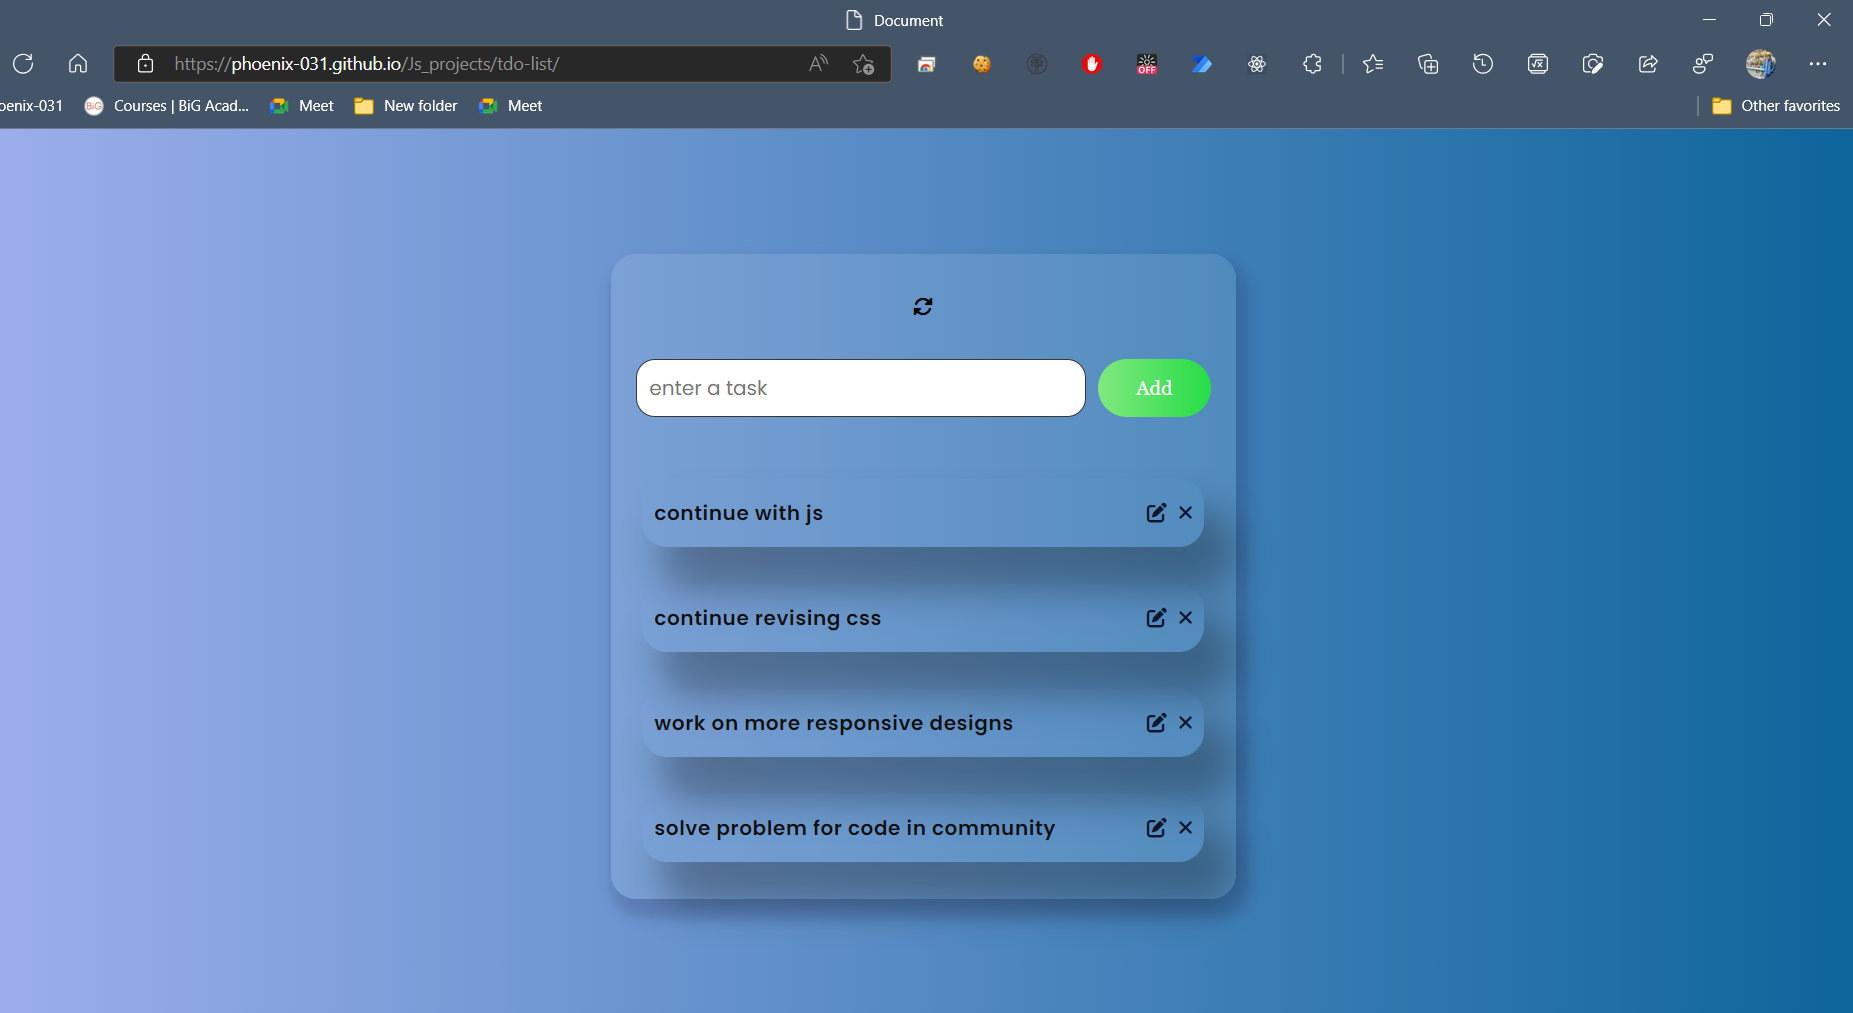 Document
https://phoenix-031.github.io/Js_projects/tdo-list/
OFF
oenix-031 BiG Courses | BiG Acad... Meet New folder Meet Other favorites
enter a task Add
continue with js
continue revising css
work on more responsive designs
solve problem for code in community